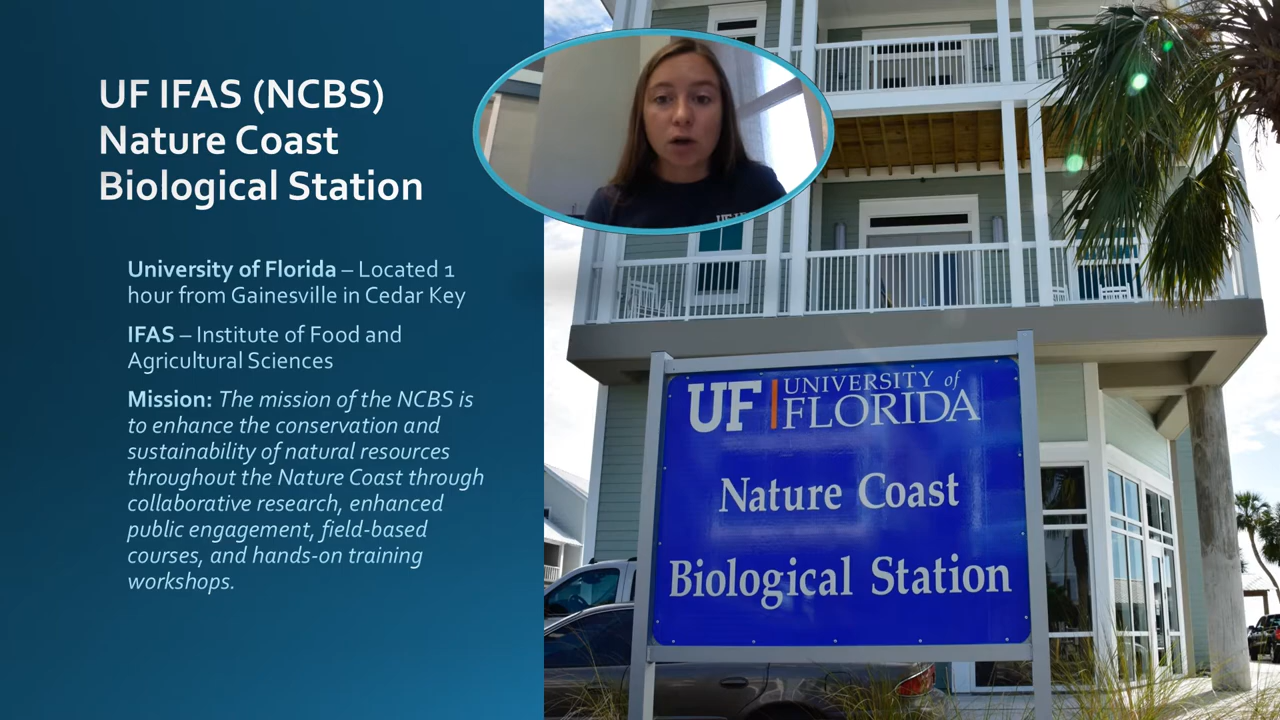 UF IFAS (NCBS)
Nature Coast
Biological Station
University of Florida – Located 1
hour from Gainesville in Cedar Key
IFAS – Institute of Food and
Agricultural Sciences
Mission: The mission of the NCBS is
to enhance the conservation and
sustainability of natural resources
throughout the Nature Coast through
collaborative research, enhanced
public engagement, field-based
courses, and hands-on training
workshops.
UF UNIVERSITY of
FLORIDA
Nature Coast
Biological Station